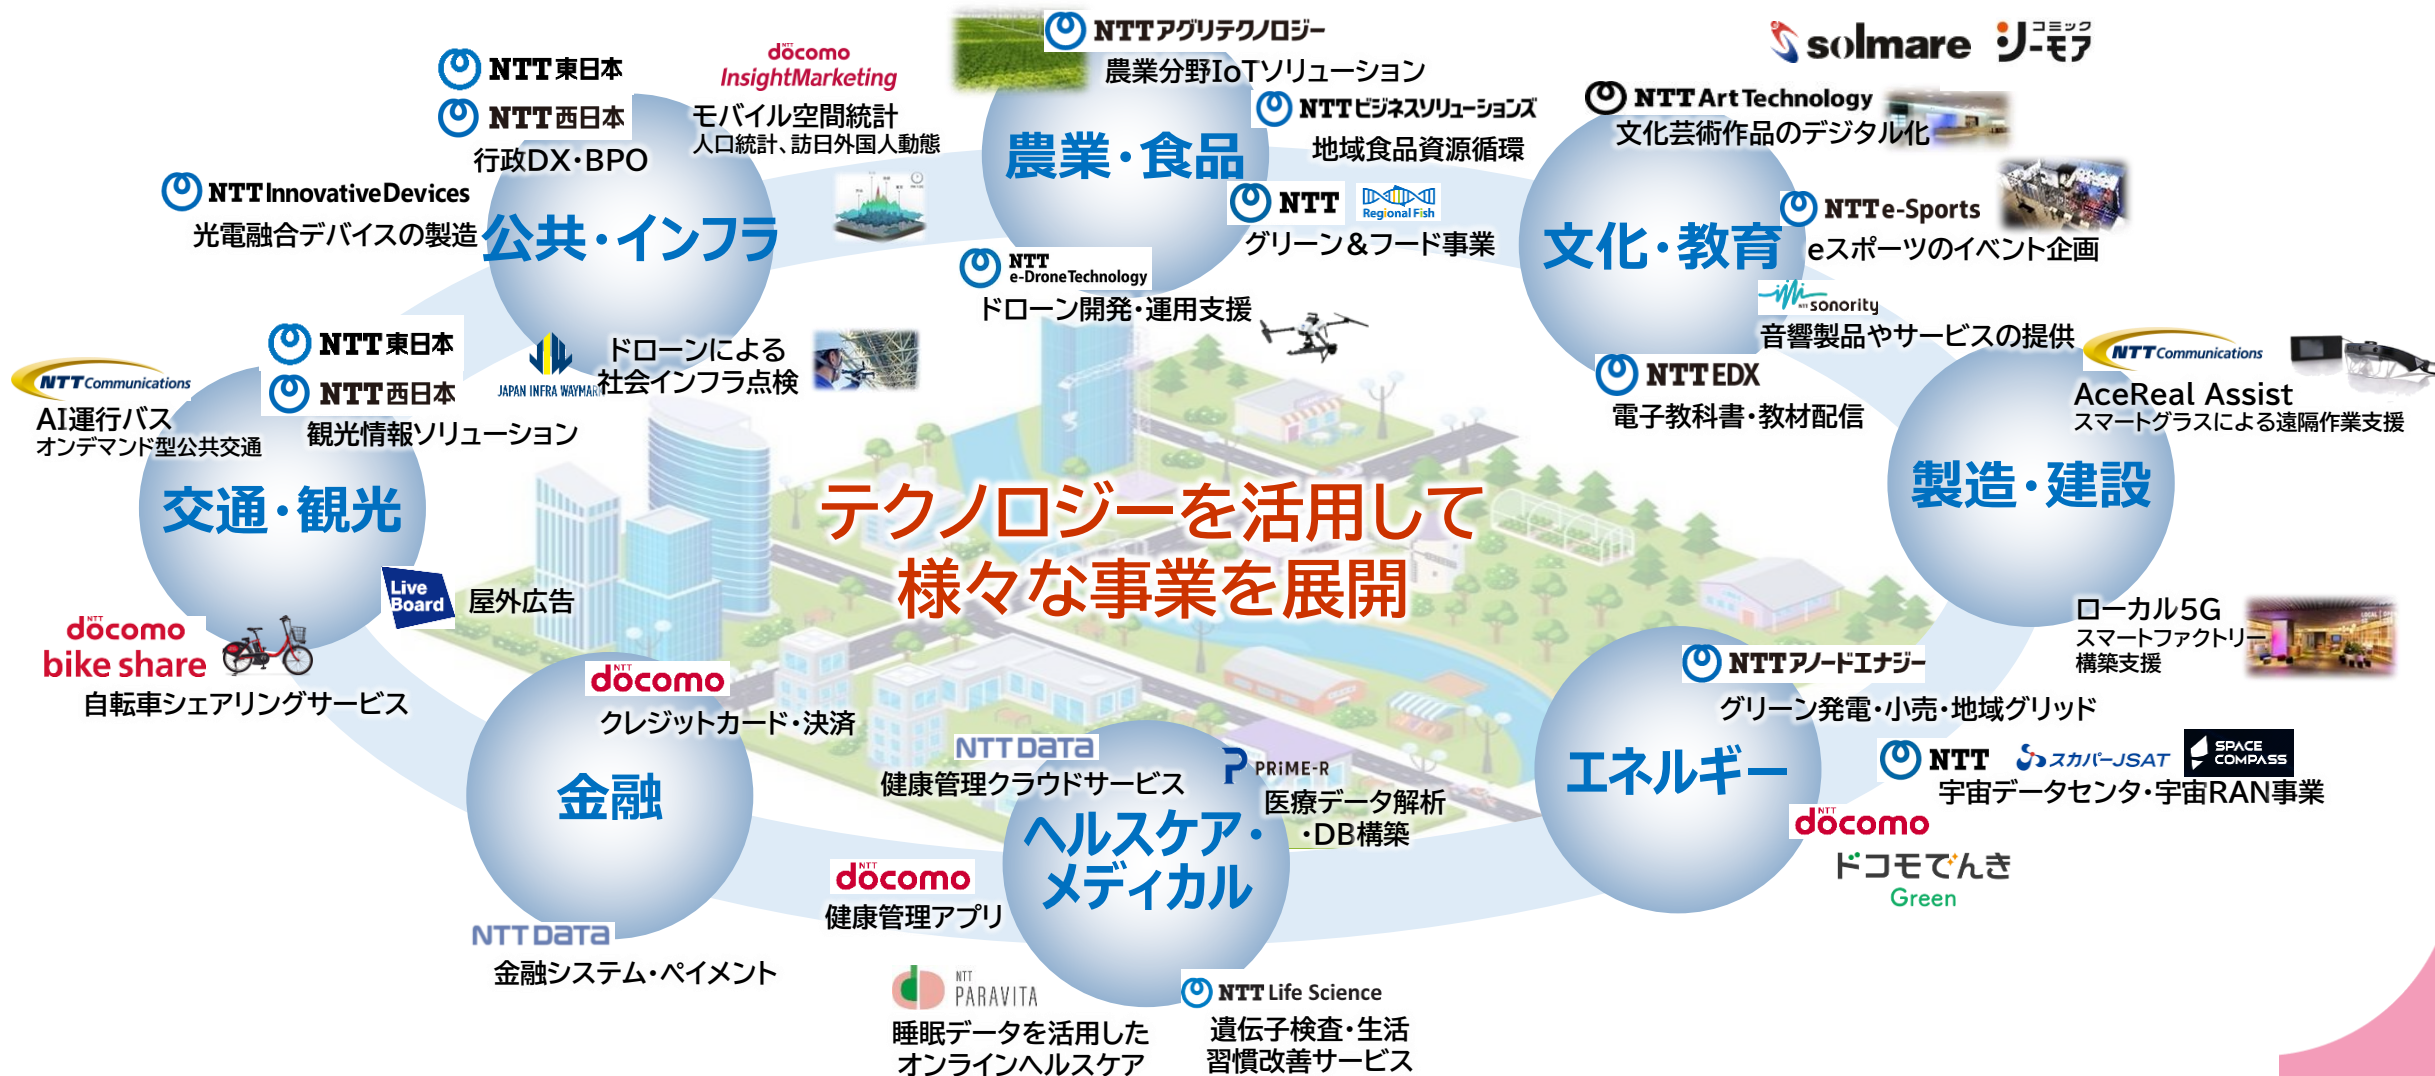 NTT東日本
NTT西日本
行政DX・BPO
NTT
döcomo
InsightMarketing
モバイル空間統計
人口統計、訪日外国人動態
NTT Innovative Devices
光電融合デバイスの製造
公共・インフラ
JAPAN INFRA WAYMARK
ドローンによる
社会インフラ点検
NTTアグリテクノロジー
農業分野IoTソリューション
NTTビジネスソリューションズ
地域食品資源循環
農業・食品
NTT
Regional Fish
グリーン＆フード事業
NTT
e-Drone Technology
ドローン開発・運用支援
solmare
コミック
シーモア
NTT Art Technology
文化芸術作品のデジタル化
文化・教育
NTT e-Sports
eスポーツのイベント企画
NTT sonority
音響製品やサービスの提供
NTT EDX
電子教科書・教材配信
NTT Communications
AceReal Assist
スマートグラスによる遠隔作業支援
製造・建設
ローカル5G
スマートファクトリー
構築支援
NTT Communications
AI運行バス
オンデマンド型公共交通
NTT東日本
NTT西日本
観光情報ソリューション
交通・観光
Live
Board
屋外広告
NTT
döcomo
bike share
自転車シェアリングサービス
テクノロジーを活用して
様々な事業を展開
NTT
döcomo
クレジットカード・決済
金融
NTT DATA
金融システム・ペイメント
NTT DATA
健康管理クラウドサービス
PRiME-R
医療データ解析
・DB構築
ヘルスケア・
メディカル
NTT
döcomo
健康管理アプリ
NTT
PARAVITA
睡眠データを活用した
オンラインヘルスケア
NTT Life Science
遺伝子検査・生活
習慣改善サービス
NTTアノードエナジー
グリーン発電・小売・地域グリッド
エネルギー
NTT
スカパーJSAT
SPACE
COMPASS
宇宙データセンタ・宇宙RAN事業
NTT
döcomo
ドコモでんき
Green